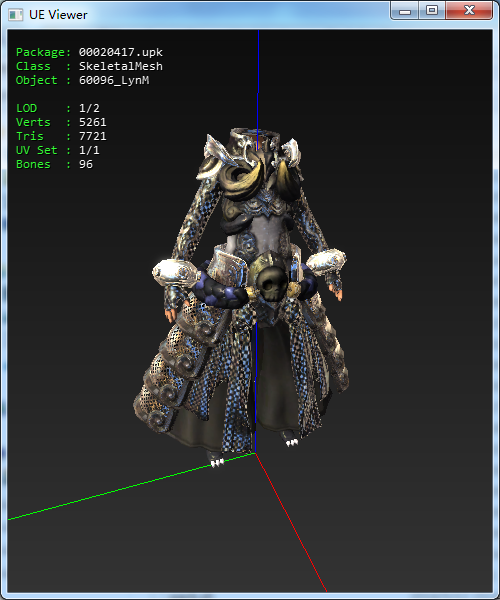 UE Viewer
Package: 00020417.upk
Class : SkeletalMesh
Object : 60096_LynM
LOD : 1/2
Verts : 5261
Tris : 7721
UV Set : 1/1
Bones : 96